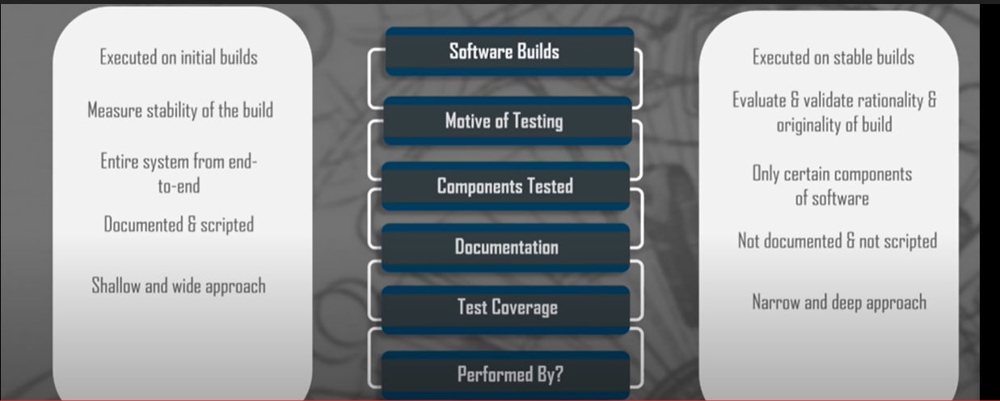 Executed on initial builds
Measure stability of the build
Entire system from end-
to-end
Documented & scripted
Shallow and wide approach
Software Builds
Motive of Testing
Components Tested
Documentation
Test Coverage
Performed By?
Executed on stable builds
Evaluate & validate rationality &
originality of build
Only certain components
of software
Not documented & not scripted
Narrow and deep approach